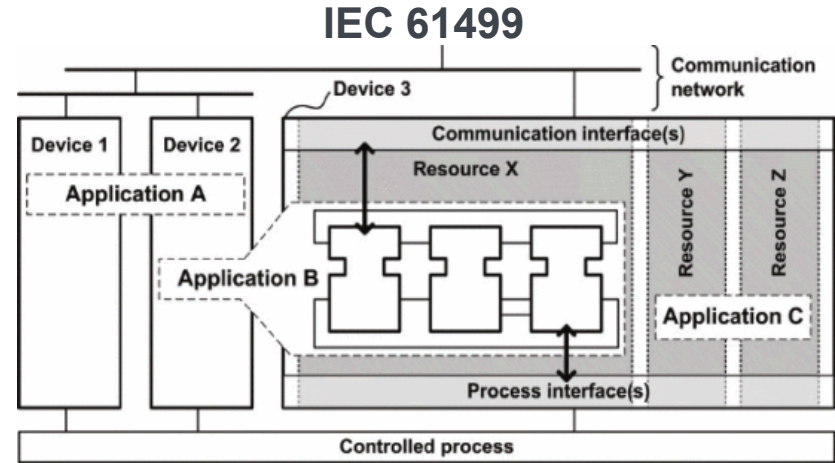 IEC 61499
Communication
network
Device 3
Device 1
Device 2
Communication interface(s)
Resource X
Resource Y
Resource Z
Application A
Application B
Application C
Process interface(s)
Controlled process